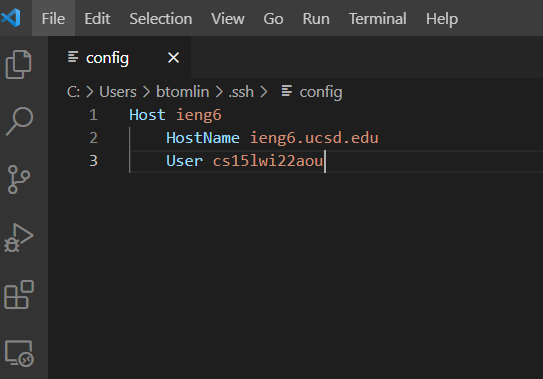 File Edit Selection View Go Run Terminal Help
config
C: > Users > btomlin > .ssh > config
1 Host ieng6
2 HostName ieng6.ucsd.edu
3 User cs15lwi22aou